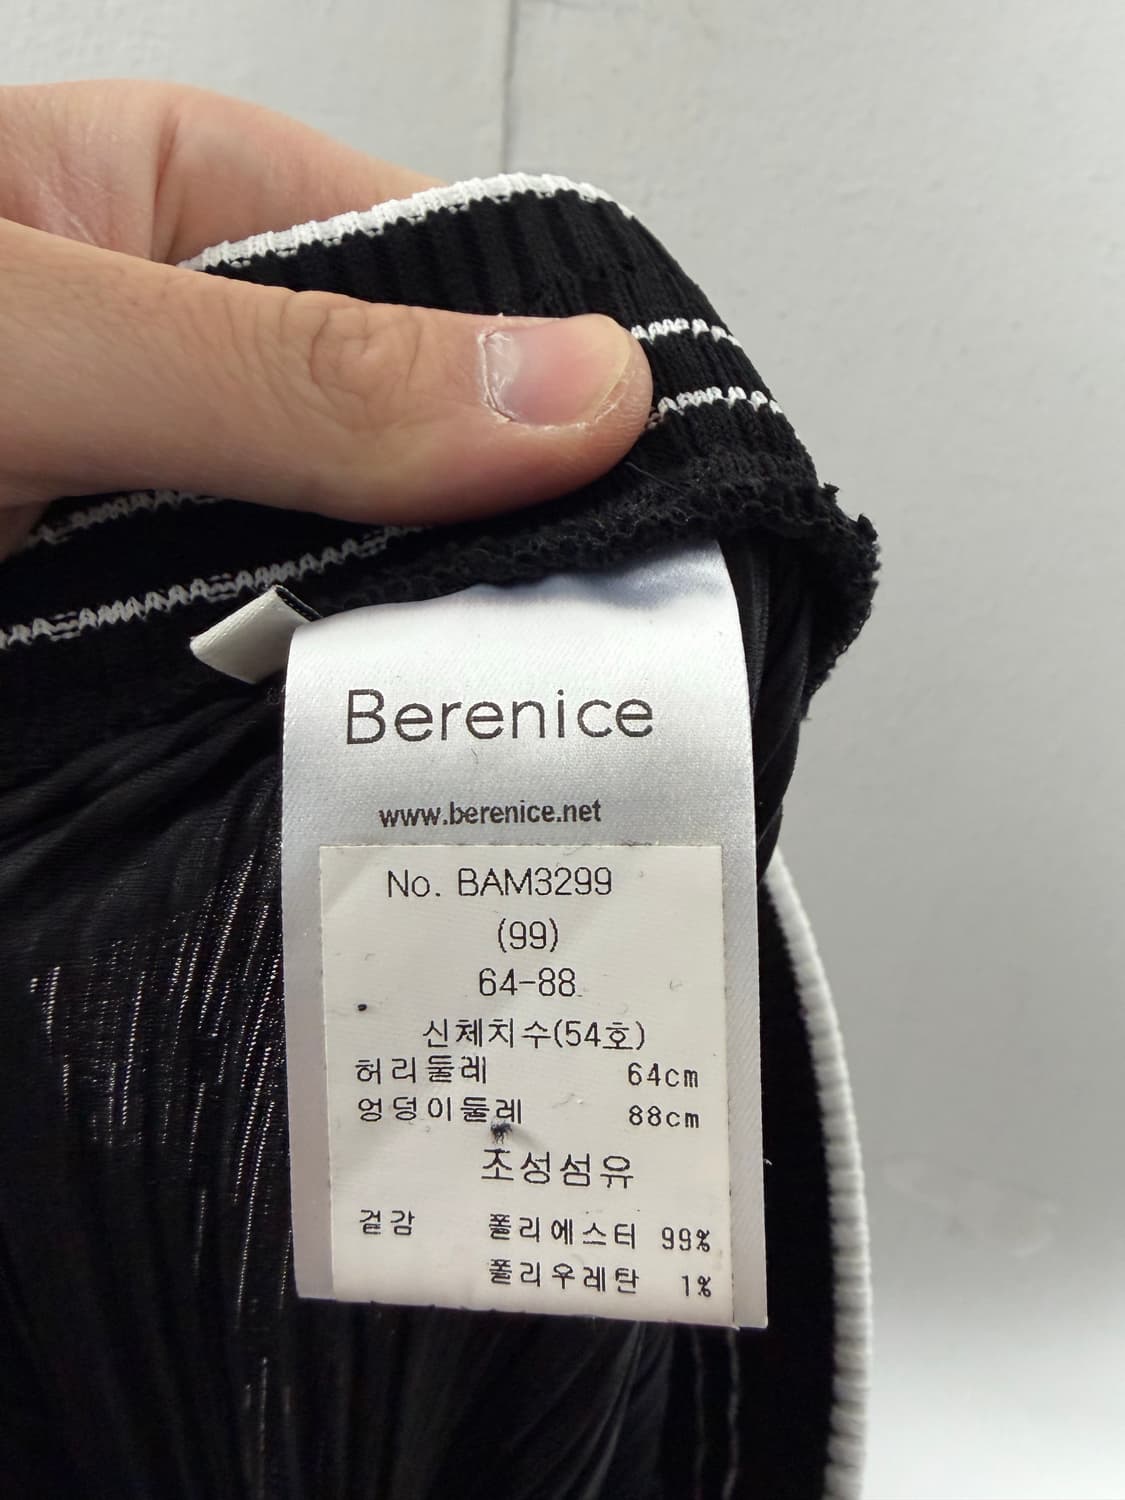 Berenice
www.berenice.net
No. BAM3299
(99)
64-88
신체치수(54호)
허리둘레 64cm
엉덩이둘레 88cm
조성섬유
겉감 폴리에스터 99%
폴리우레탄 1%